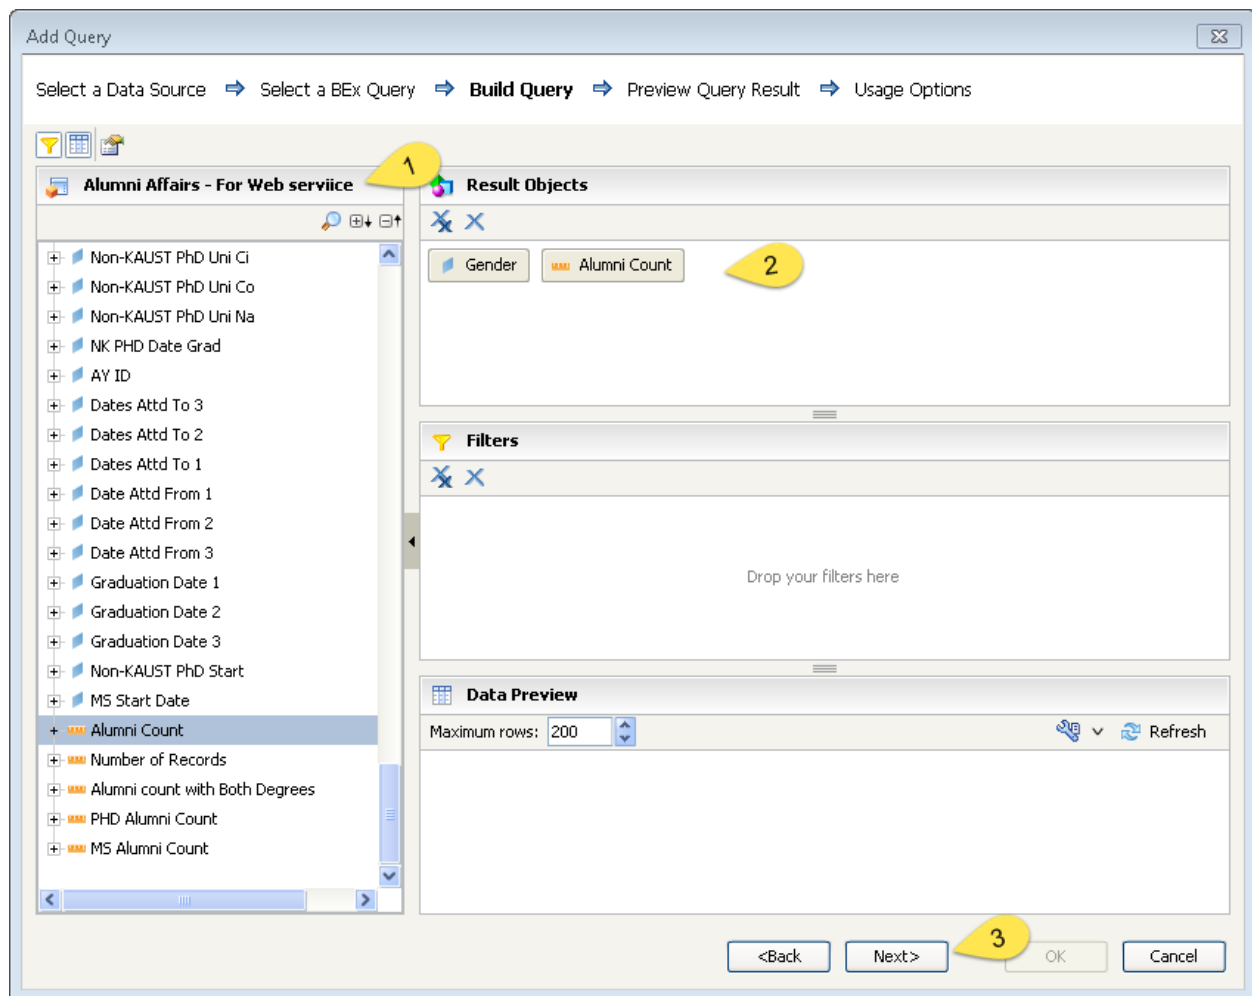 Add Query
Select a Data Source Select a BEx Query Build Query Preview Query Result Usage Options
1
Alumni Affairs - For Web serviice
Non-KAUST PhD Uni Ci
Non-KAUST PhD Uni Co
Non-KAUST PhD Uni Na
NK PHD Date Grad
AY ID
Dates Attd To 3
Dates Attd To 2
Dates Attd To 1
Date Attd From 1
Date Attd From 2
Date Attd From 3
Graduation Date 1
Graduation Date 2
Graduation Date 3
Non-KAUST PhD Start
MS Start Date
Alumni Count
Number of Records
Alumni count with Both Degrees
PHD Alumni Count
MS Alumni Count
Result Objects
Gender Alumni Count 2
Filters
Drop your filters here
Data Preview
Maximum rows: 200 Refresh
<Back Next> 3 OK Cancel